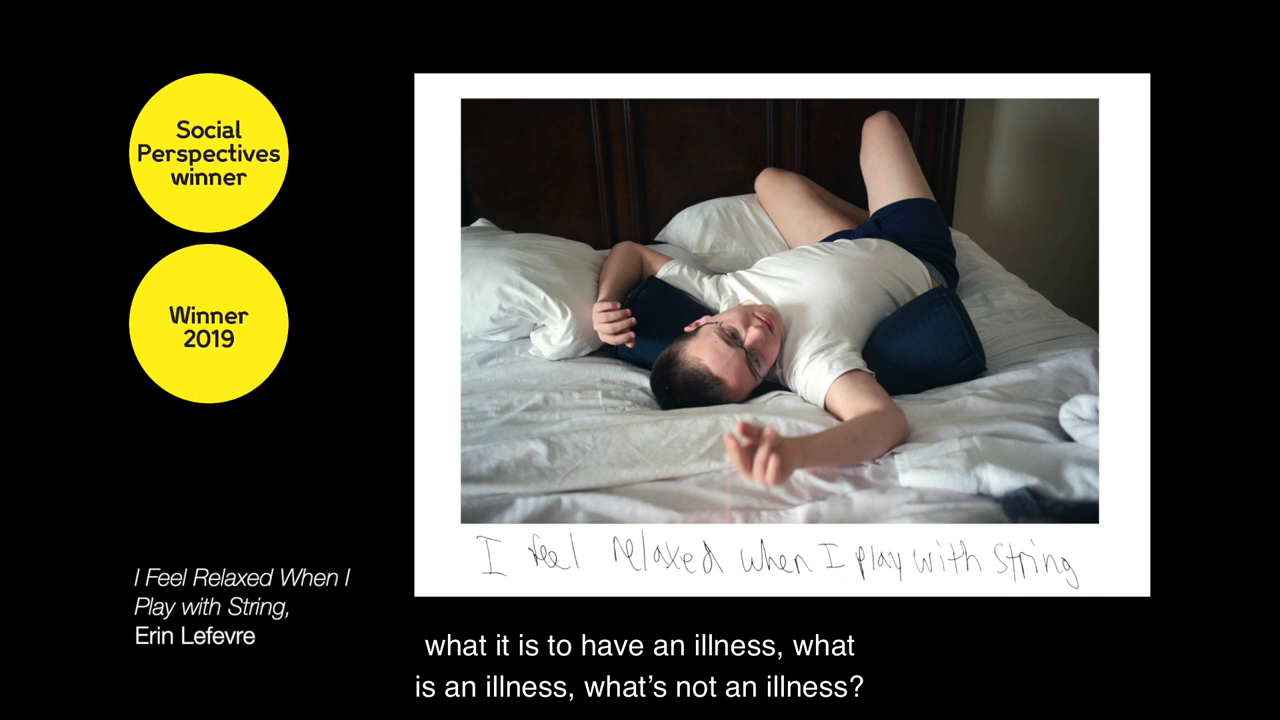 Social
Perspectives
winner
Winner
2019
I feel relaxed when I play with string
I Feel Relaxed When I
Play with String,
Erin Lefevre
what it is to have an illness, what
is an illness, what’s not an illness?